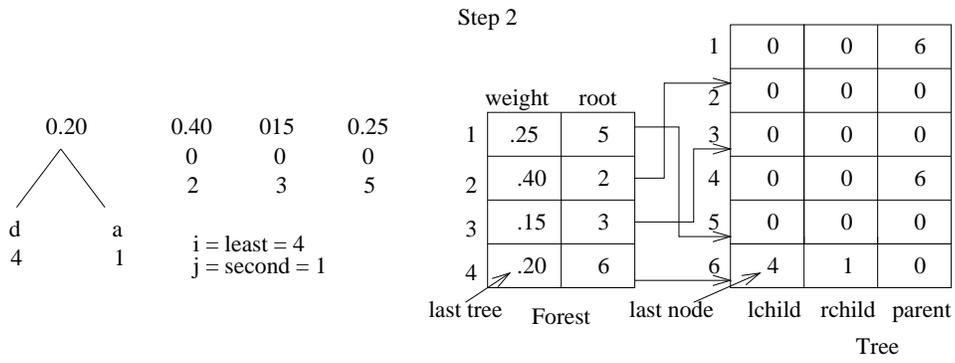 Step 2
0.20 0.40 015 0.25
0 0 0
2 3 5
d a
4 1
i = least = 4
j = second = 1
weight root
1 .25 5
2 .40 2
3 .15 3
4 .20 6
last tree
Forest
1 0 0 6
2 0 0 0
3 0 0 0
4 0 0 6
5 0 0 0
6 4 1 0
last node lchild rchild parent
Tree